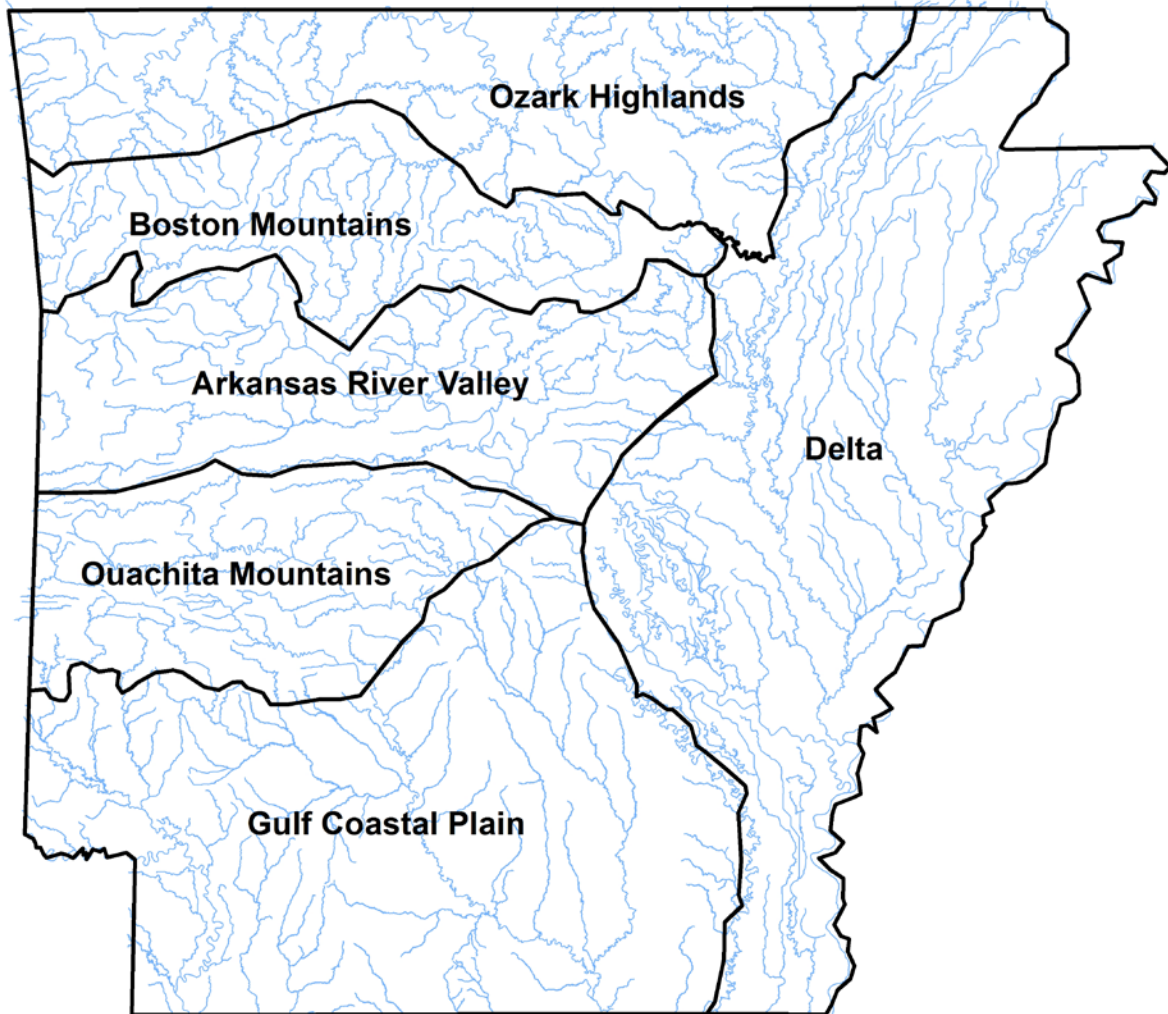 Ozark Highlands
Boston Mountains
Arkansas River Valley
Delta
Ouachita Mountains
Gulf Coastal Plain